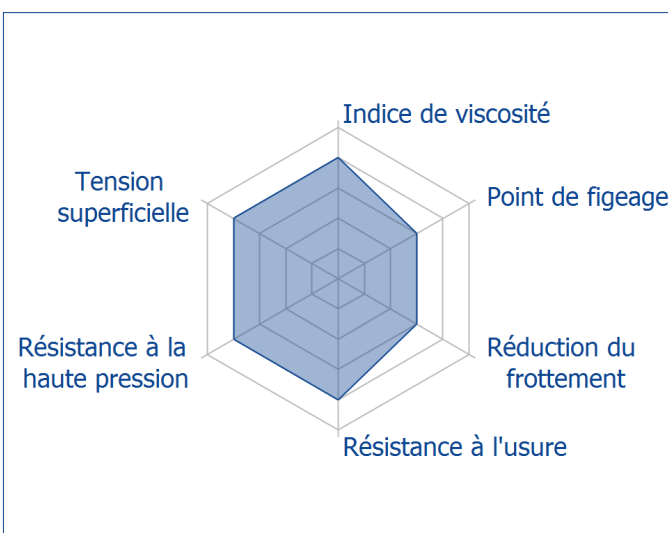 Indice de viscosité
Tension
superficielle
Point de figeage
Résistance à la
haute pression
Réduction du
frottement
Résistance à l'usure